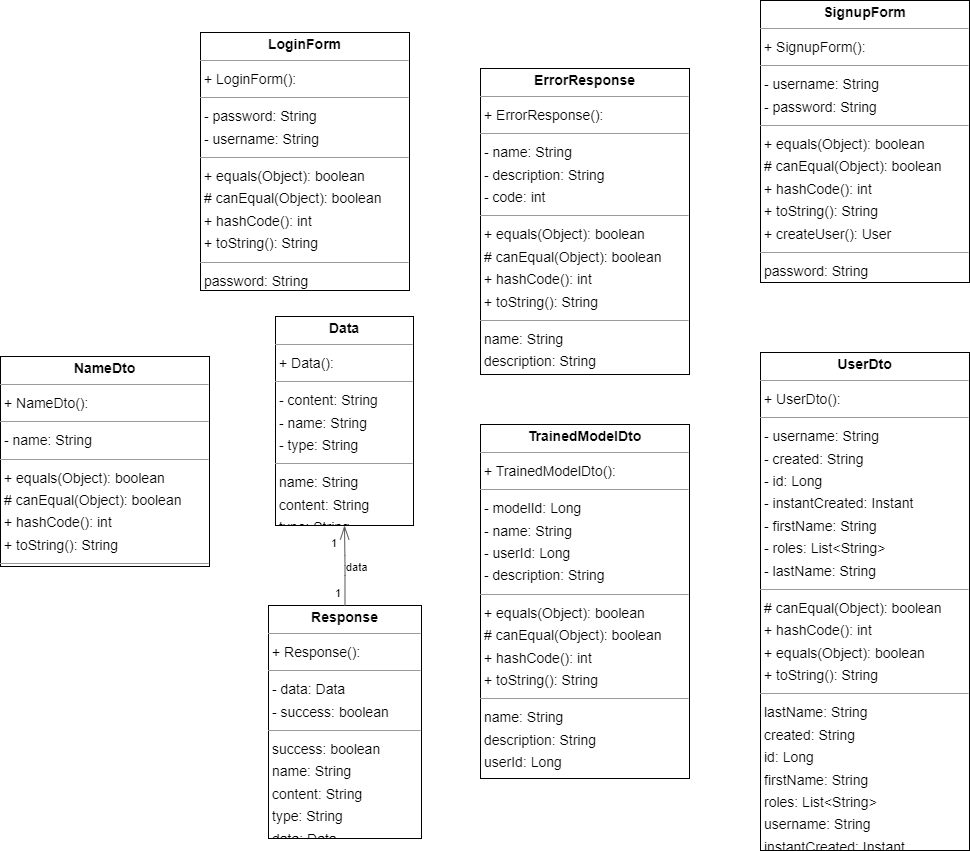 LoginForm
+ LoginForm():
- password: String
- username: String
+ equals(Object): boolean
# canEqual(Object): boolean
+ hashCode(): int
+ toString(): String
password: String
ErrorResponse
+ ErrorResponse():
- name: String
- description: String
- code: int
+ equals(Object): boolean
# canEqual(Object): boolean
+ hashCode(): int
+ toString(): String
name: String
description: String
SignupForm
+ SignupForm():
- username: String
- password: String
+ equals(Object): boolean
# canEqual(Object): boolean
+ hashCode(): int
+ toString(): String
+ createUser(): User
password: String
NameDto
+ NameDto():
- name: String
+ equals(Object): boolean
# canEqual(Object): boolean
+ hashCode(): int
+ toString(): String
Data
+ Data():
- content: String
- name: String
- type: String
name: String
content: String
type: String
1
data
1
Response
+ Response():
- data: Data
- success: boolean
success: boolean
name: String
content: String
type: String
data: Data
TrainedModelDto
+ TrainedModelDto():
- modelId: Long
- name: String
- userId: Long
- description: String
+ equals(Object): boolean
# canEqual(Object): boolean
+ hashCode(): int
+ toString(): String
name: String
description: String
userId: Long
UserDto
+ UserDto():
- username: String
- created: String
- id: Long
- instantCreated: Instant
- firstName: String
- roles: List<String>
- lastName: String
# canEqual(Object): boolean
+ hashCode(): int
+ equals(Object): boolean
+ toString(): String
lastName: String
created: String
id: Long
firstName: String
roles: List<String>
username: String
instantCreated: Instant